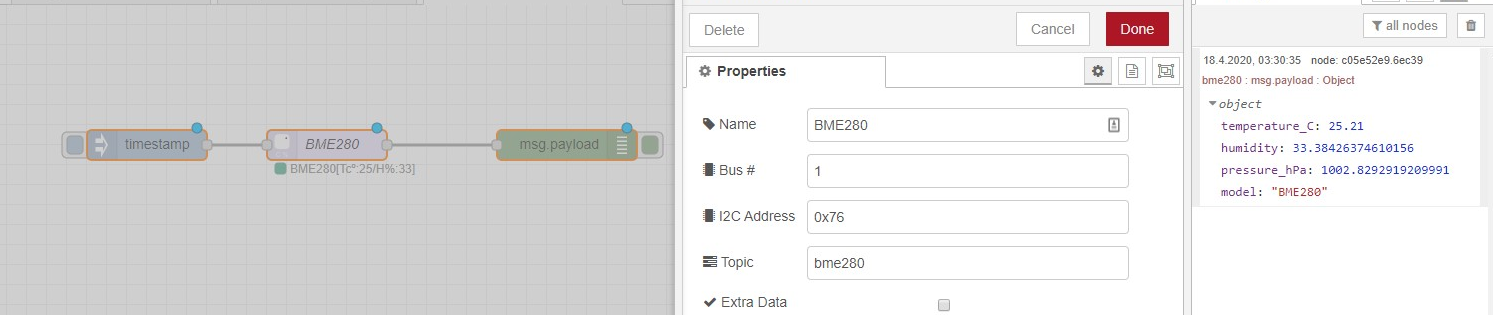 timestamp
BME280
BME280[Tcº:25/H%:33]
msg.payload
Delete
Cancel
Done
Properties
Name
BME280
Bus #
1
I2C Address
0x76
Topic
bme280
Extra Data
all nodes
18.4.2020, 03:30:35 node: c05e52e9.6ec39
bme280 : msg.payload : Object
object
temperature_C: 25.21
humidity: 33.38426374610156
pressure_hPa: 1002.8292919209991
model: "BME280"